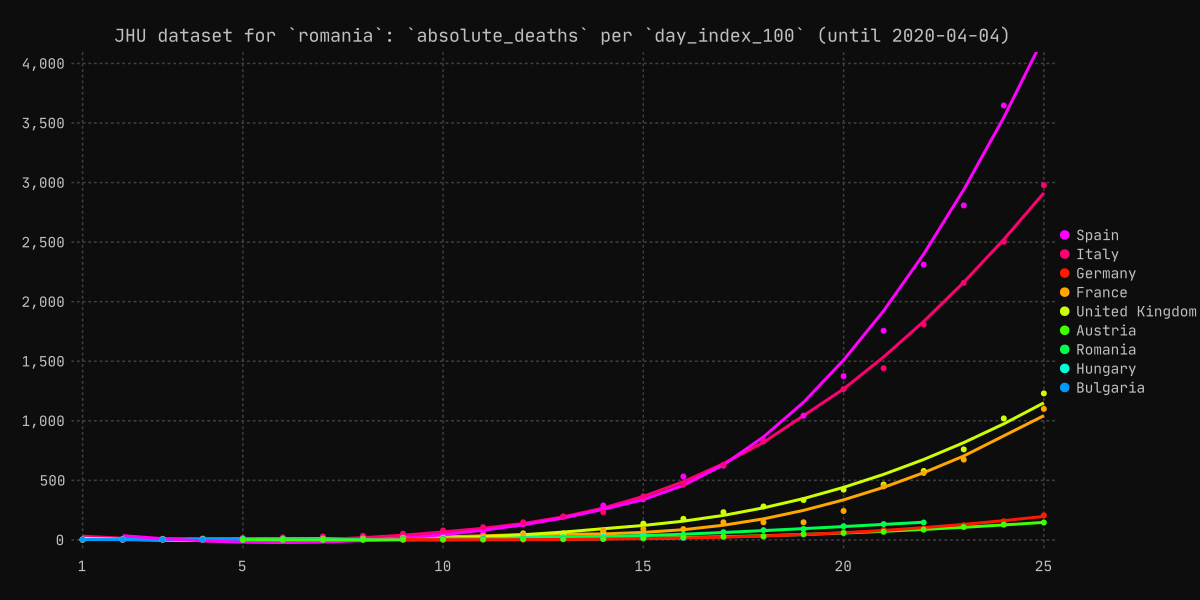 JHU dataset for `romania`: `absolute_deaths` per `day_index_100` (until 2020-04-04)
4,000
3,500
3,000
2,500
2,000
1,500
1,000
500
0
1
5
10
15
20
25
Spain
Italy
Germany
France
United Kingdom
Austria
Romania
Hungary
Bulgaria